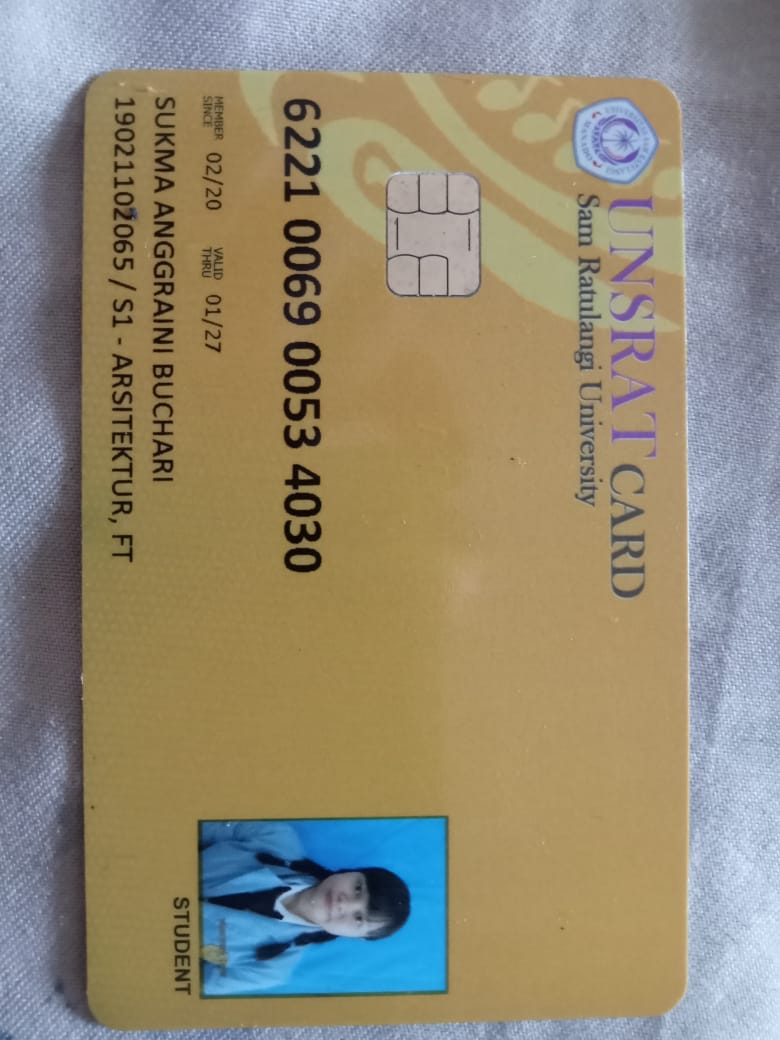 UNSRAT CARD
Sam Ratulangi University
6221 0069 0053 4030
MEMBER SINCE 02/20 VALID THRU 01/27
STUDENT
SUKMA ANGGRAINI BUCHARI
19021102065 / S1 - ARSITEKTUR, FT